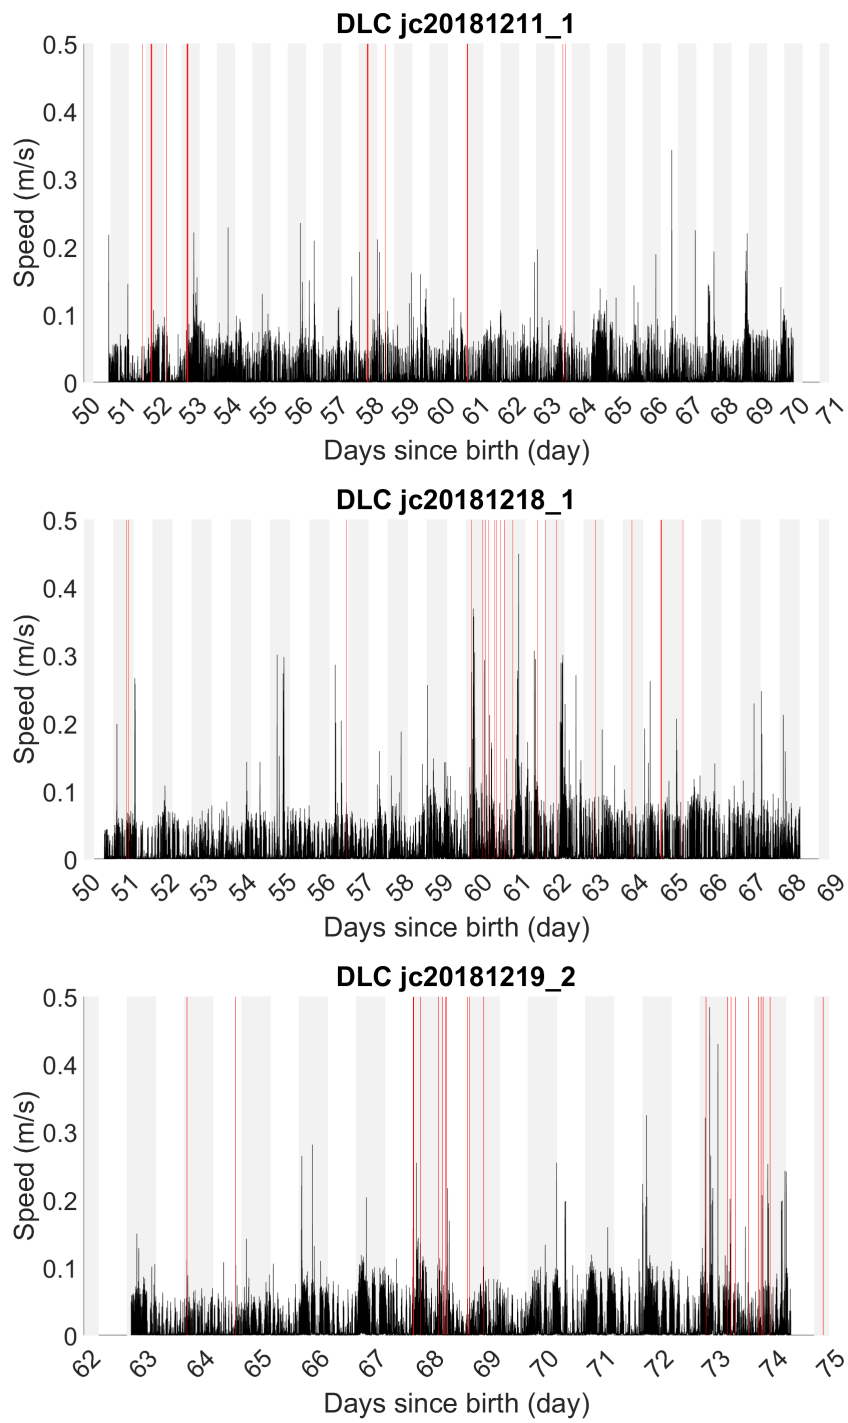 DLC jc20181211_1
0.5
0.4
0.3
0.2
0.1
0
Speed (m/s)
50 51 52 53 54 55 56 57 58 59 60 61 62 63 64 65 66 67 68 69 70 71
Days since birth (day)
DLC jc20181218_1
0.5
0.4
0.3
0.2
0.1
0
Speed (m/s)
50 51 52 53 54 55 56 57 58 59 60 61 62 63 64 65 66 67 68 69
Days since birth (day)
DLC jc20181219_2
0.5
0.4
0.3
0.2
0.1
0
Speed (m/s)
62 63 64 65 66 67 68 69 70 71 72 73 74 75
Days since birth (day)